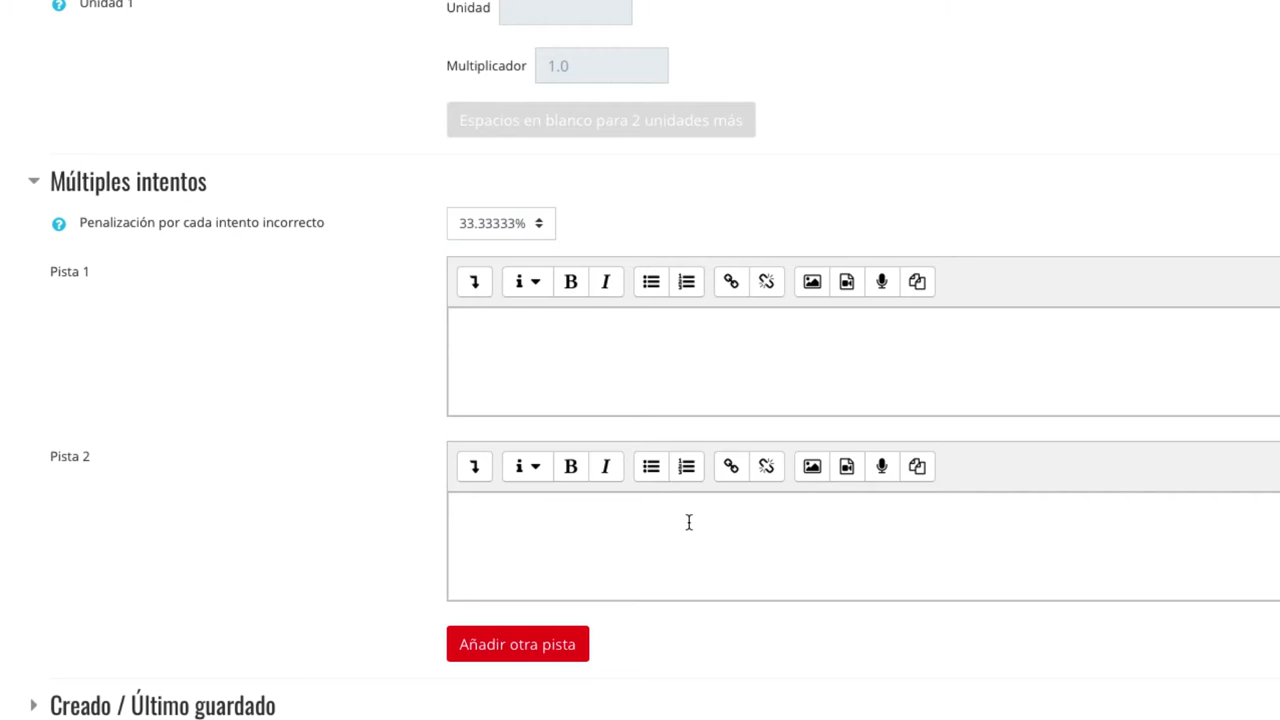 Unidad 1
Unidad
Multiplicador 1.0
Espacios en blanco para 2 unidades más
Múltiples intentos
Penalización por cada intento incorrecto 33.33333%
Pista 1
B I
Pista 2
B I
Añadir otra pista
Creado / Último guardado